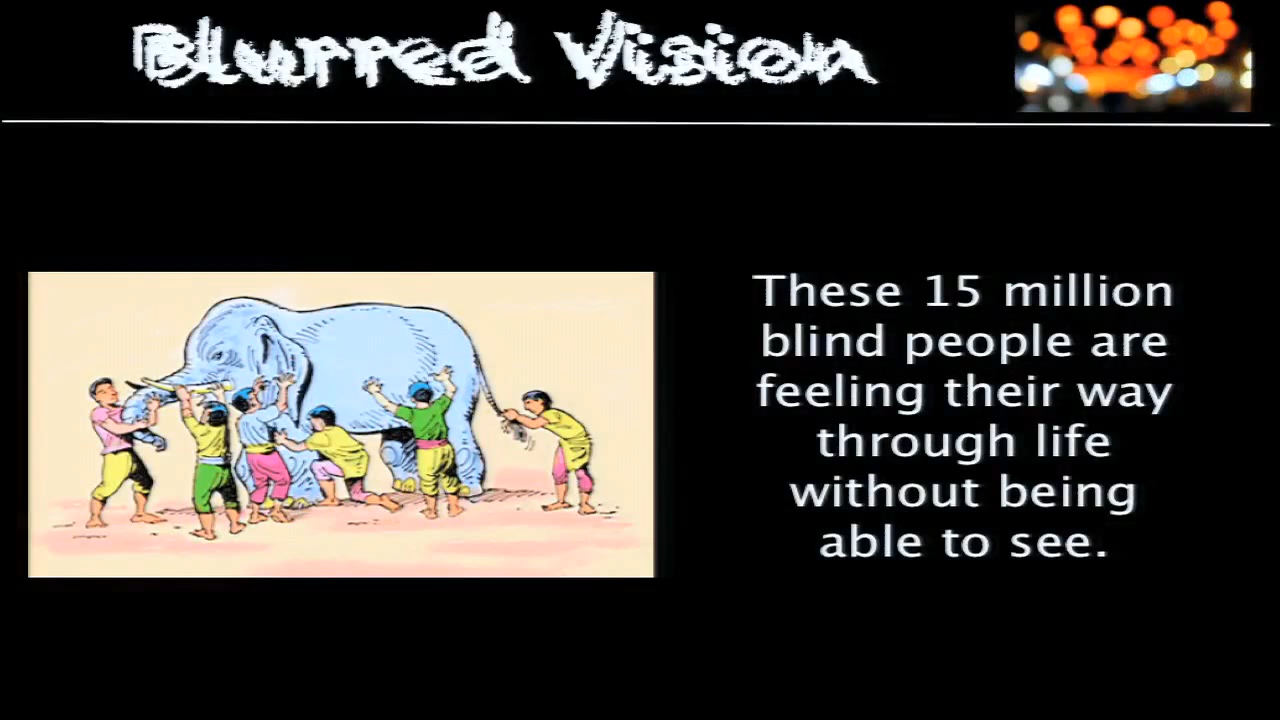 Blurred Vision
These 15 million
blind people are
feeling their way
through life
without being
able to see.